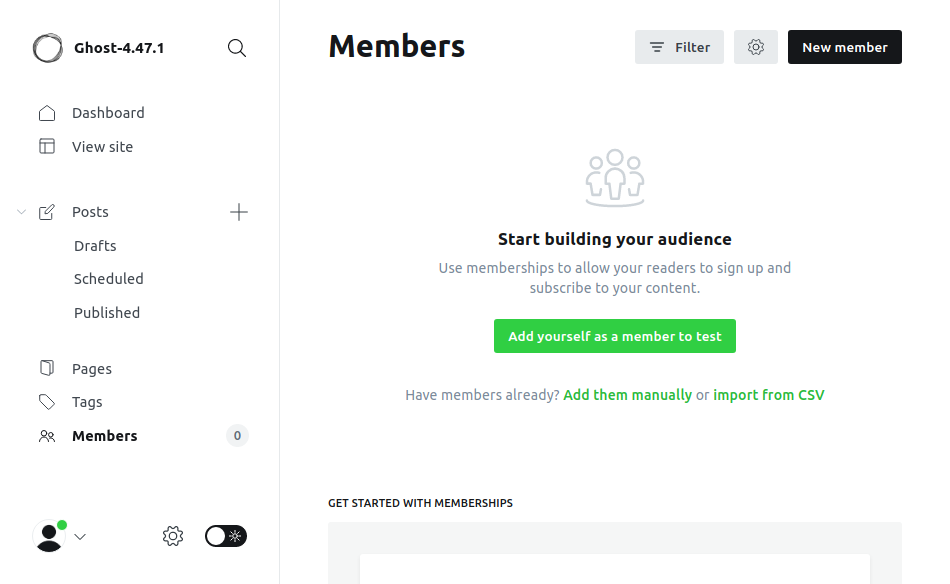 Ghost-4.47.1
Dashboard
View site
Posts
Drafts
Scheduled
Published
Pages
Tags
Members
0
Members
Filter
New member
Start building your audience
Use memberships to allow your readers to sign up and
subscribe to your content.
Add yourself as a member to test
Have members already? Add them manually or import from CSV
GET STARTED WITH MEMBERSHIPS